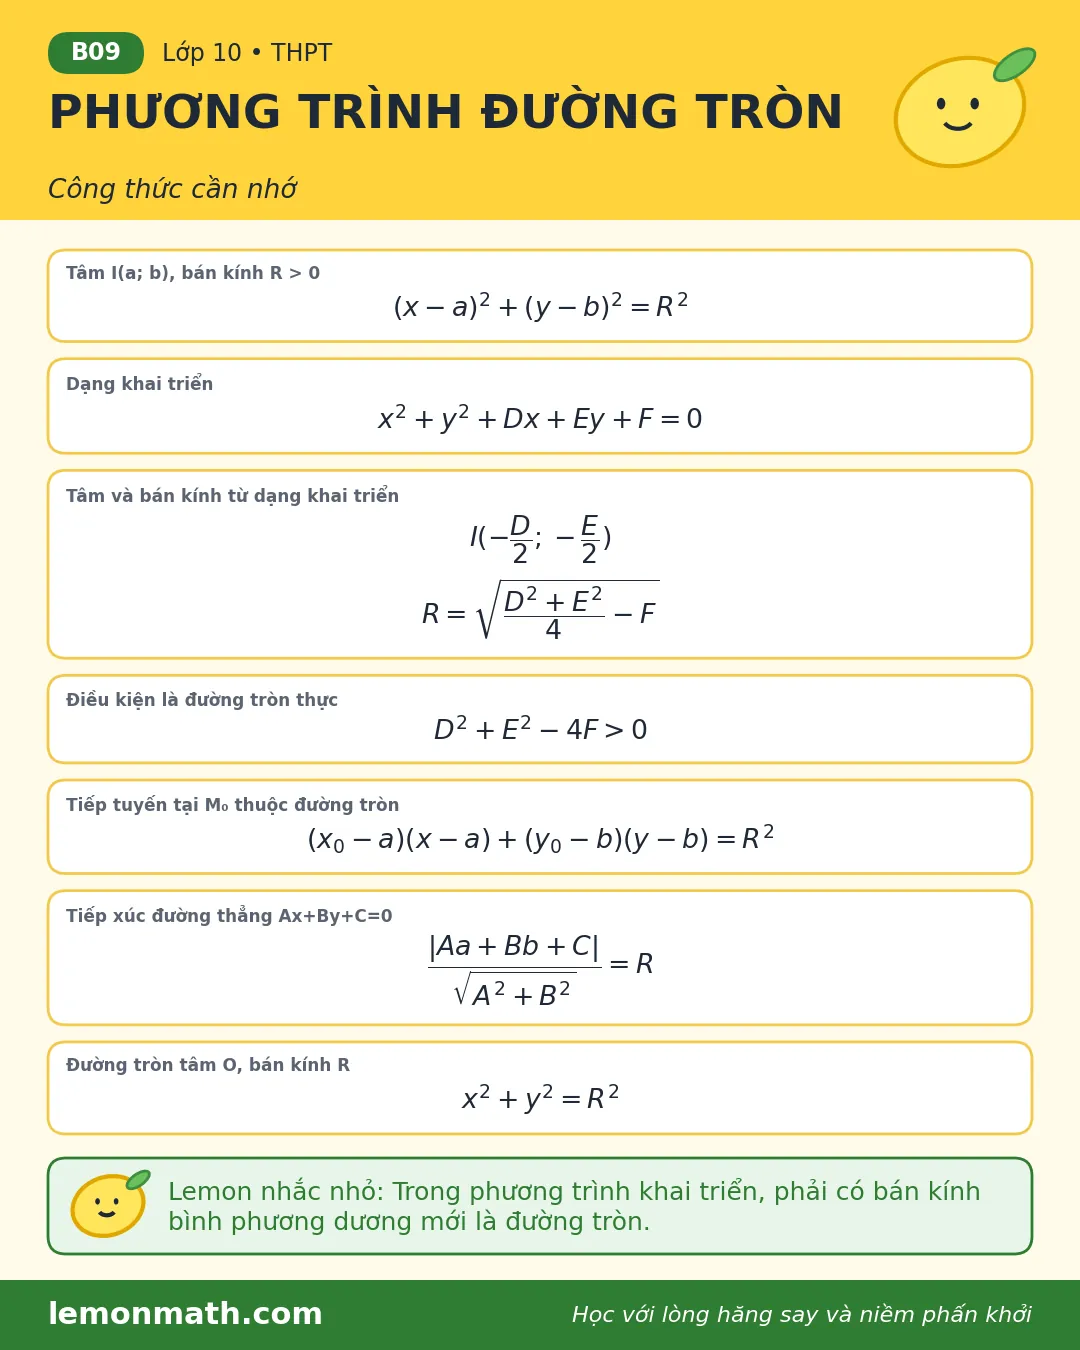 B09 Lớp 10 • THPT
PHƯƠNG TRÌNH ĐƯỜNG TRÒN
Công thức cần nhớ
Tâm I(a; b), bán kính R > 0
(x − a)² + (y − b)² = R²
Dạng khai triển
x² + y² + Dx + Ey + F = 0
Tâm và bán kính từ dạng khai triển
I(−D/2; −E/2)
R = √((D² + E²)/4 − F)
Điều kiện là đường tròn thực
D² + E² − 4F > 0
Tiếp tuyến tại M₀ thuộc đường tròn
(x₀ − a)(x − a) + (y₀ − b)(y − b) = R²
Tiếp xúc đường thẳng Ax+By+C=0
|Aa + Bb + C|/√(A² + B²) = R
Đường tròn tâm O, bán kính R
x² + y² = R²
Lemon nhắc nhỏ: Trong phương trình khai triển, phải có bán kính
bình phương dương mới là đường tròn.
lemonmath.com
Học với lòng hăng say và niềm phấn khởi